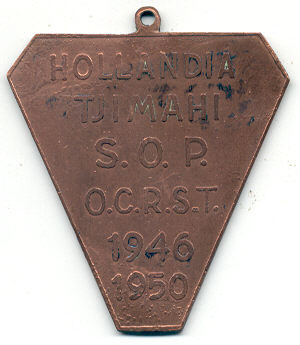 HOLLANDIA
TJIMAHI
S. O. P.
O.C.R.S.T.
1946
1950